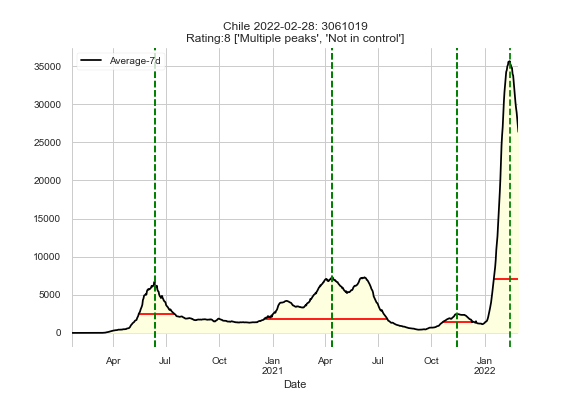 Chile 2022-02-28: 3061019
Rating:8 ['Multiple peaks', 'Not in control']
Average-7d
35000
30000
25000
20000
15000
10000
5000
0
Apr Jul Oct Jan Apr Jul Oct Jan
2021 2022
Date